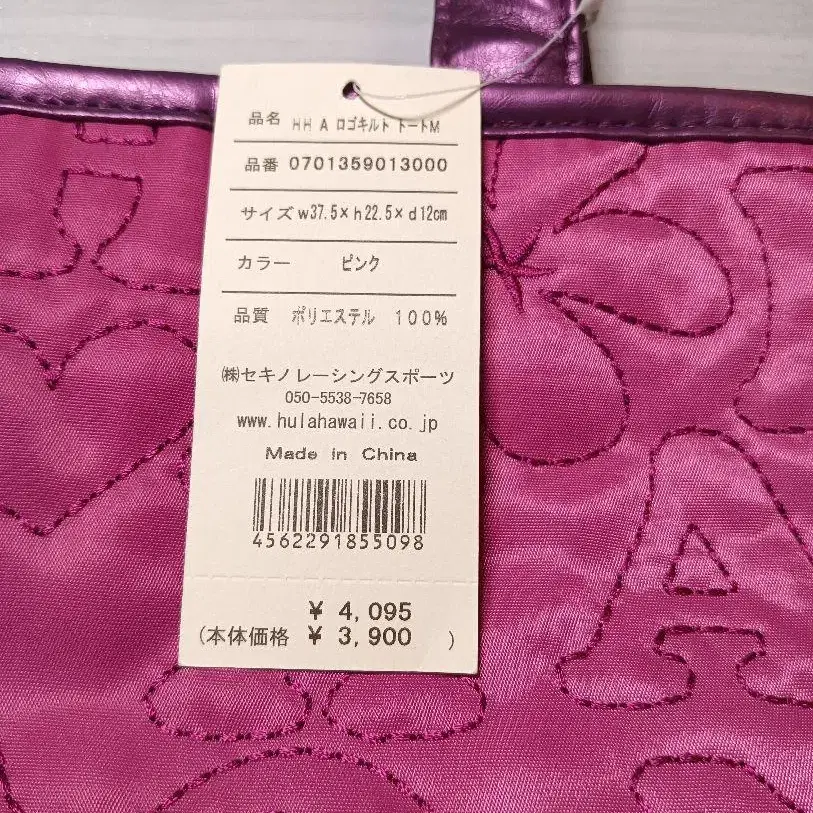 品名 HH A ロゴキルト トートM
品番 0701359013000
サイズ w37.5×h22.5×d12cm
カラー ピンク
品質 ポリエステル 100%
㈱セキノレーシングスポーツ
050-5538-7658
www.hulahawaii.co.jp
Made in China
4562291855098
¥ 4,095
(本体価格 ¥ 3,900 )
A